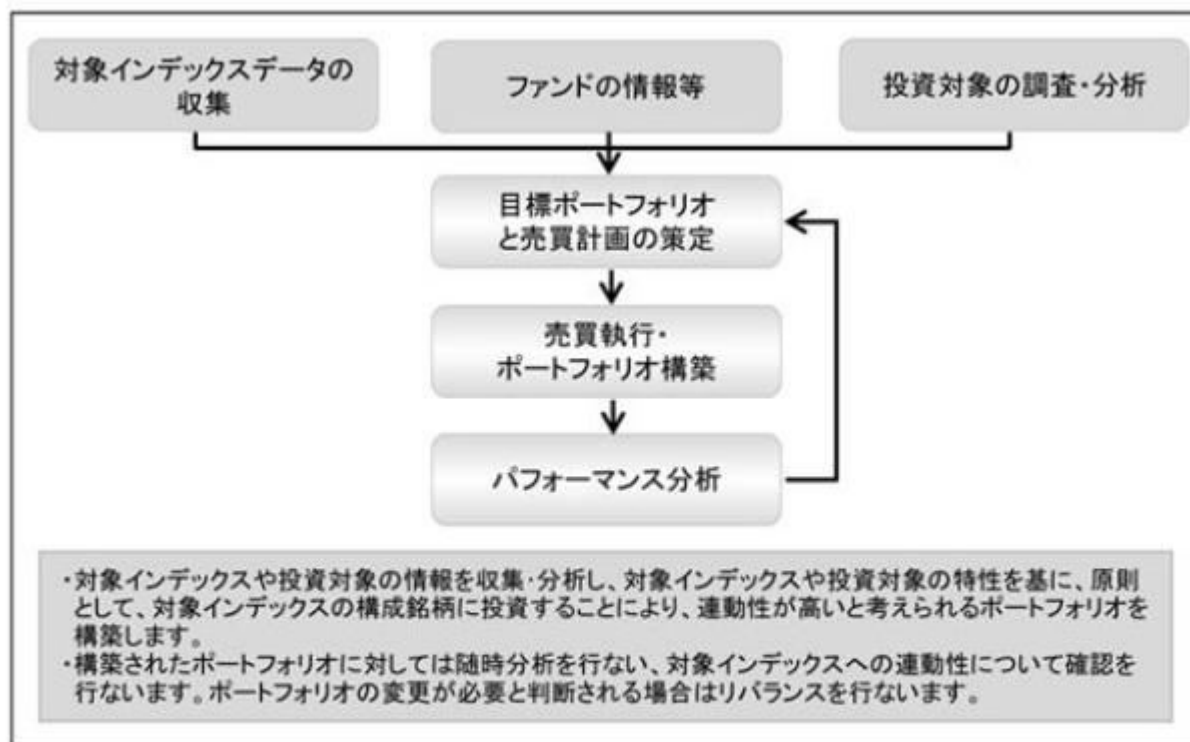 対象インデックスデータの
収集
ファンドの情報等
投資対象の調査・分析
目標ポートフォリオ
と売買計画の策定
売買執行・
ポートフォリオ構築
パフォーマンス分析
・対象インデックスや投資対象の情報を収集・分析し、対象インデックスや投資対象の特性を基に、原則
として、対象インデックスの構成銘柄に投資することにより、連動性が高いと考えられるポートフォリオを
構築します。
・構築されたポートフォリオに対しては随時分析を行ない、対象インデックスへの連動性について確認を
行ないます。ポートフォリオの変更が必要と判断される場合はリバランスを行ないます。